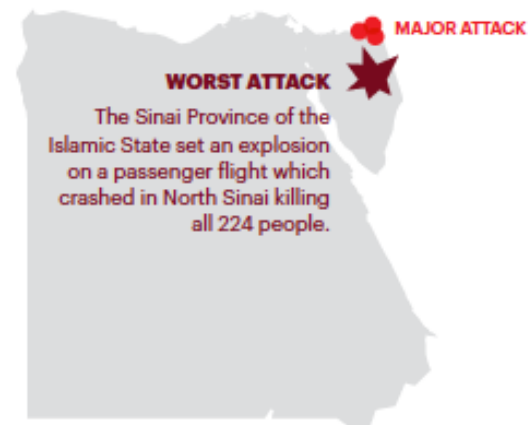 MAJOR ATTACK
WORST ATTACK
The Sinai Province of the
Islamic State set an explosion
on a passenger flight which
crashed in North Sinai killing
all 224 people.